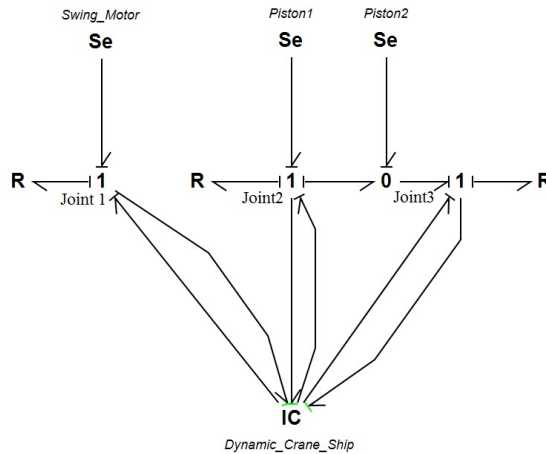 Swing_Motor Piston1 Piston2
Se Se Se
R 1 R 1 0 1 R
Joint 1 Joint2 Joint3
IC
Dynamic_Crane_Ship